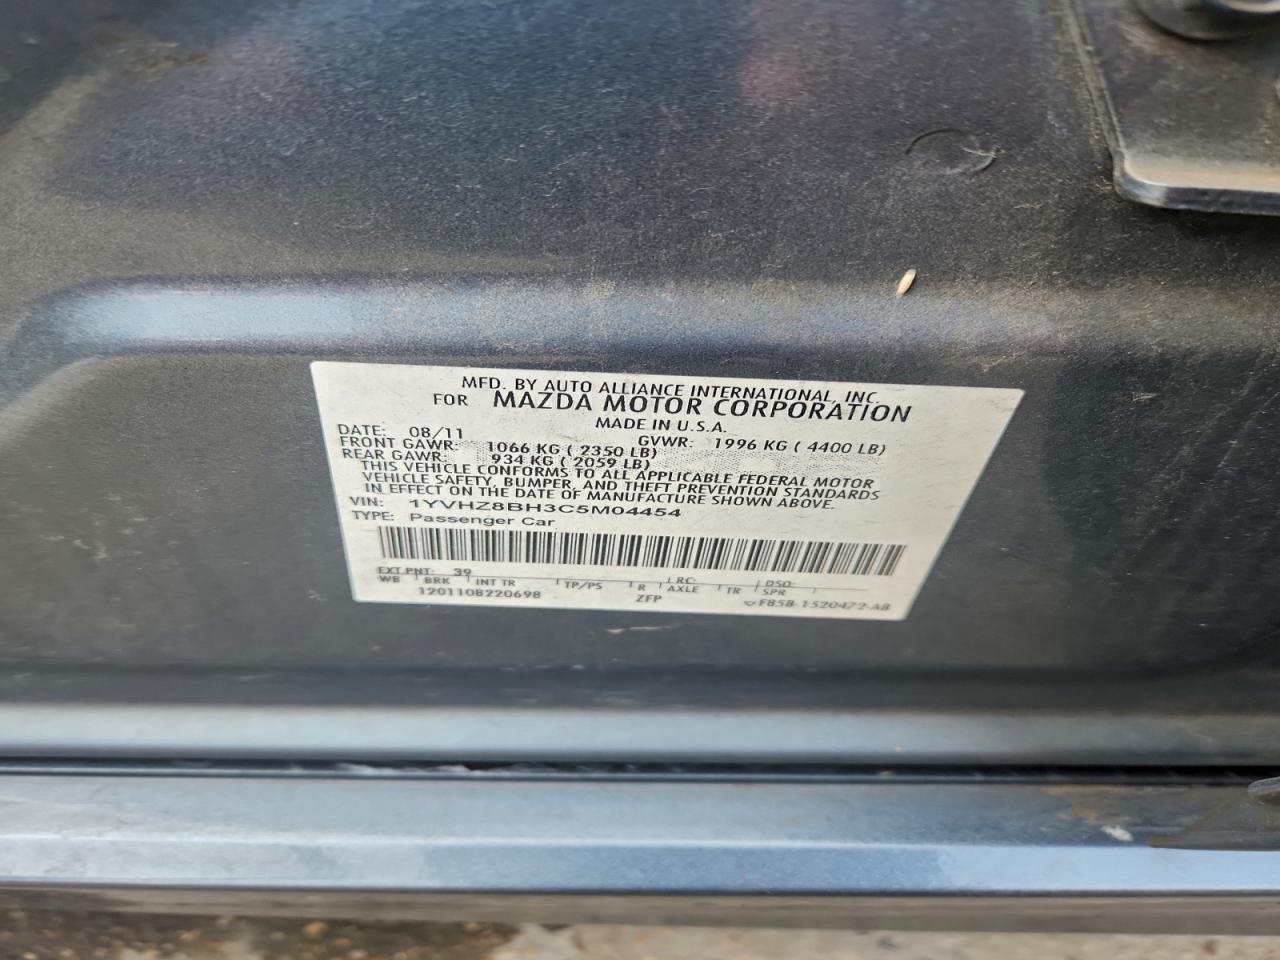 MFD. BY AUTO ALLIANCE INTERNATIONAL, INC.
FOR MAZDA MOTOR CORPORATION
MADE IN U.S.A.
DATE: 08/11 GVWR: 1996 KG ( 4400 LB)
FRONT GAWR: 1066 KG ( 2350 LB)
REAR GAWR: 934 KG ( 2059 LB)
THIS VEHICLE CONFORMS TO ALL APPLICABLE FEDERAL MOTOR
VEHICLE SAFETY, BUMPER, AND THEFT PREVENTION STANDARDS
IN EFFECT ON THE DATE OF MANUFACTURE SHOWN ABOVE.
VIN: 1YVHZ8BH3C5M04454
TYPE: Passenger Car
EXT PNT: 39 RC: DSO:
WB BRK INT TR TP/PS R AXLE TR SPR
1201108220698 ZFP F85B-1520472-AB